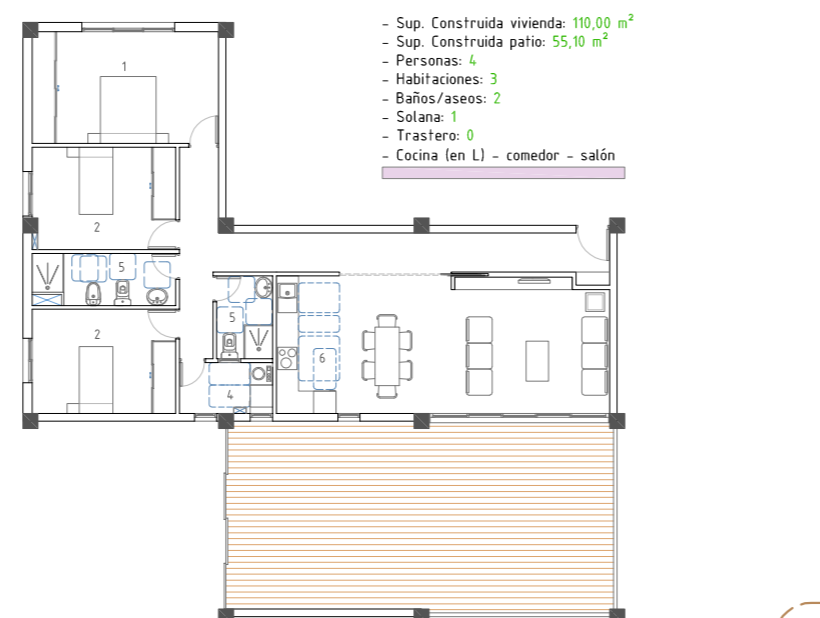 - Sup. Construida vivienda: 110,00 m²
- Sup. Construida patio: 55,10 m²
- Personas: 4
- Habitaciones: 3
- Baños/aseos: 2
- Solana: 1
- Trastero: 0
- Cocina (en L) - comedor - salón
1
2
5
2
5
6
4